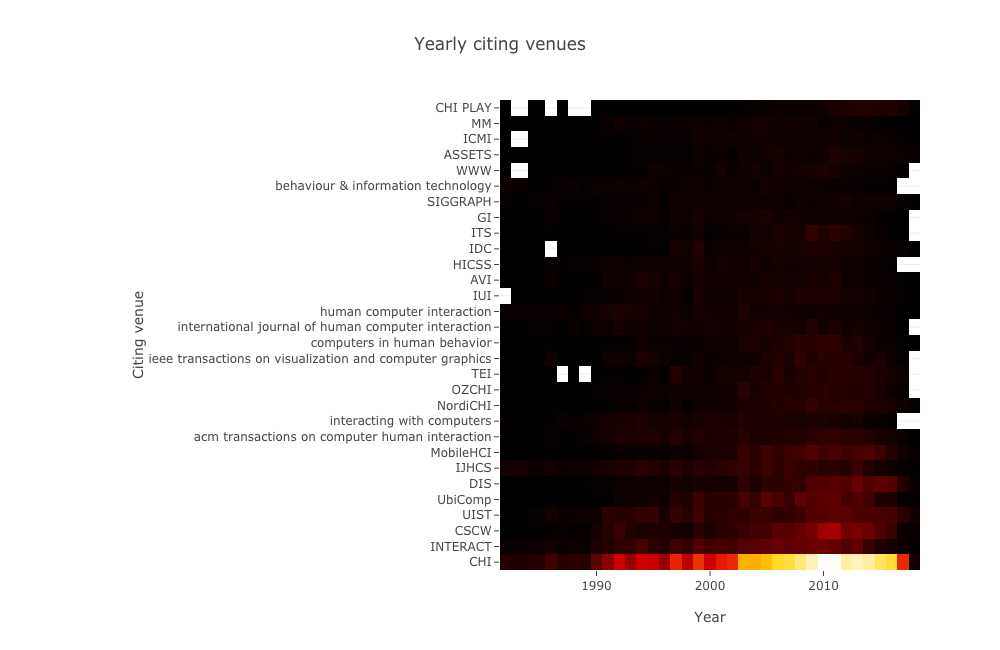 Yearly citing venues
CHI PLAY
MM
ICMI
ASSETS
WWW
behaviour & information technology
SIGGRAPH
GI
ITS
IDC
HICSS
AVI
IUI
human computer interaction
international journal of human computer interaction
computers in human behavior
ieee transactions on visualization and computer graphics
TEI
OZCHI
NordiCHI
interacting with computers
acm transactions on computer human interaction
MobileHCI
IJHCS
DIS
UbiComp
UIST
CSCW
INTERACT
CHI
Citing venue
1990
2000
2010
Year